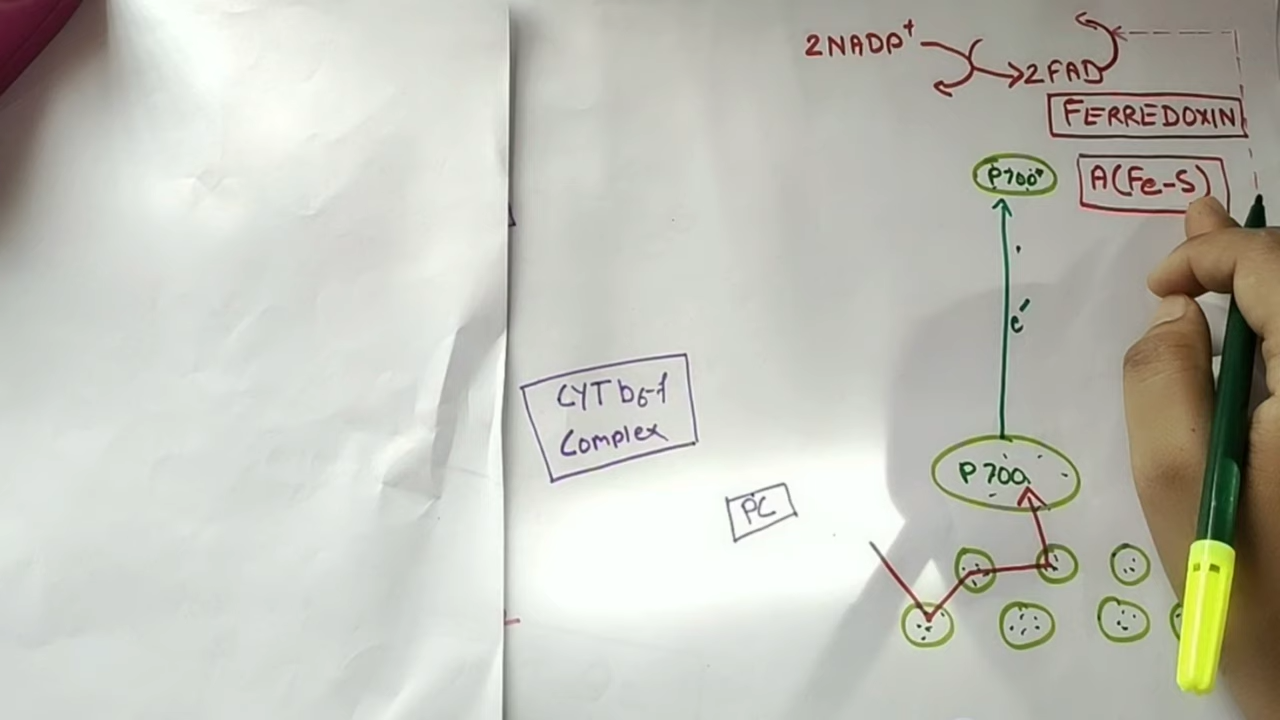 2NADP+
2FAD
FERREDOXIN
P700*
A(Fe-S)
e-
CYT b6-f
Complex
P700
PC